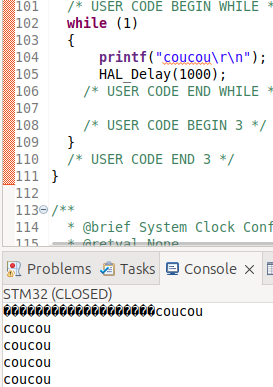 101 /* USER CODE BEGIN WHILE *
102 while (1)
103 {
104 printf("coucou\r\n");
105 HAL_Delay(1000);
106 /* USER CODE END WHILE *
107
108 /* USER CODE BEGIN 3 */
109 }
110 /* USER CODE END 3 */
111 }
112
113 /**
114 * @brief System Clock Conf
115 * @retval None
Problems Tasks Console
STM32 (CLOSED)
�����������������������coucou
coucou
coucou
coucou
coucou